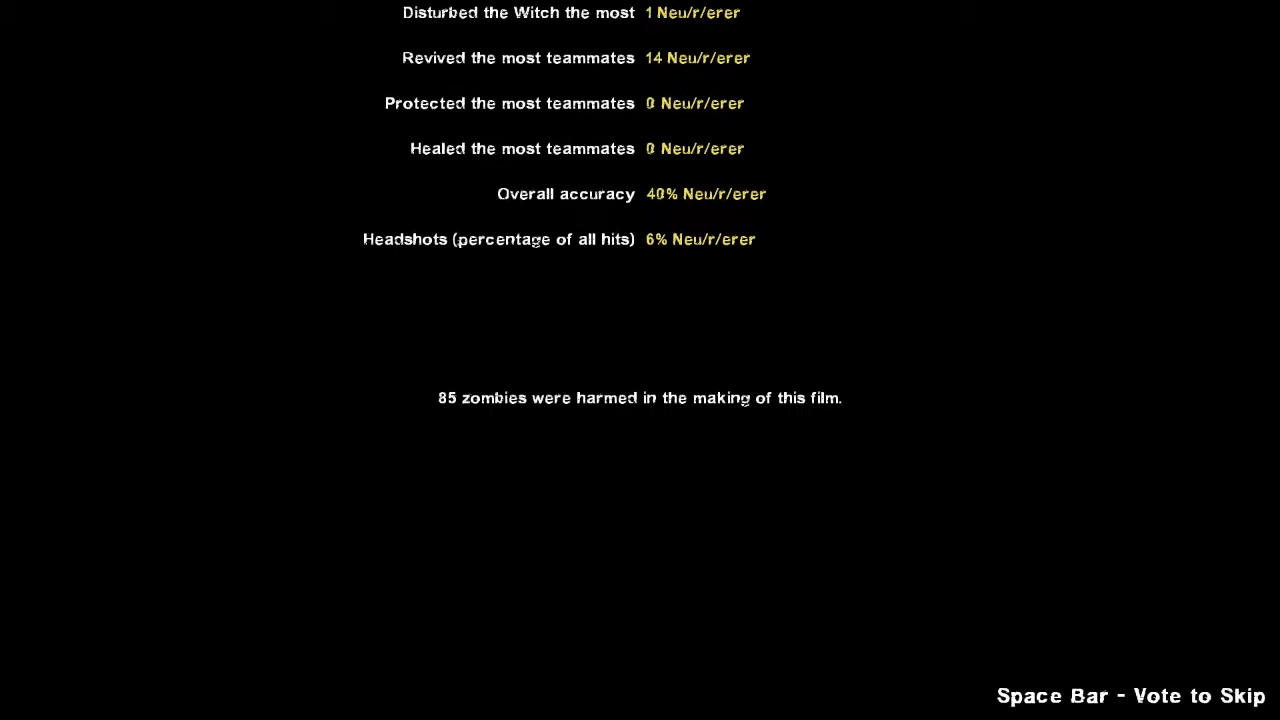 Disturbed the Witch the most 1 Neu/r/erer
Revived the most teammates 14 Neu/r/erer
Protected the most teammates 0 Neu/r/erer
Healed the most teammates 0 Neu/r/erer
Overall accuracy 40% Neu/r/erer
Headshots (percentage of all hits) 6% Neu/r/erer
85 zombies were harmed in the making of this film.
Space Bar - Vote to Skip